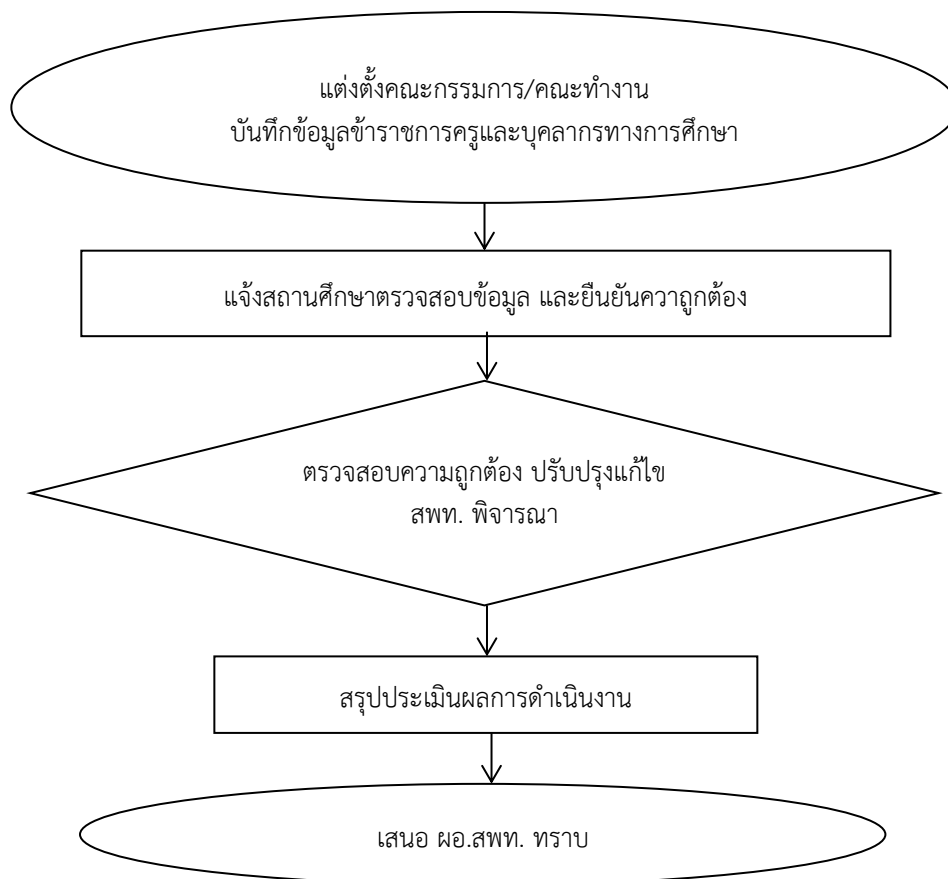 แต่งตั้งคณะกรรมการ/คณะทำงาน
บันทึกข้อมูลข้าราชการครูและบุคลากรทางการศึกษา
แจ้งสถานศึกษาตรวจสอบข้อมูล และยืนยันควาถูกต้อง
ตรวจสอบความถูกต้อง ปรับปรุงแก้ไข
สพท. พิจารณา
สรุปประเมินผลการดำเนินงาน
เสนอ ผอ.สพท. ทราบ